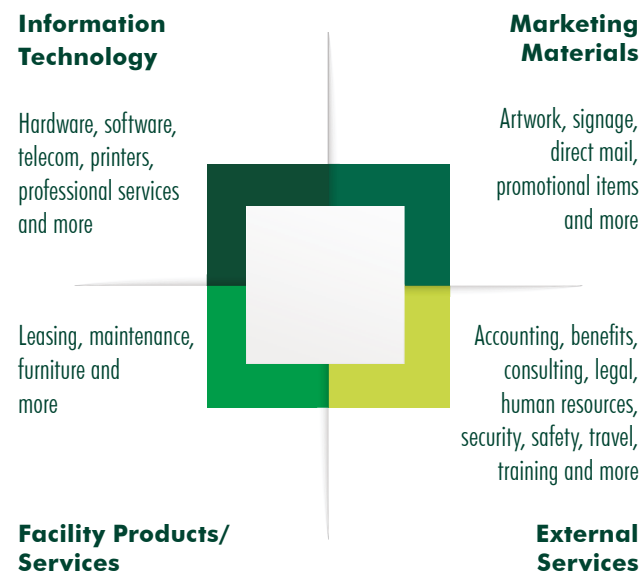 Information
Technology
Hardware, software,
telecom, printers,
professional services
and more
Marketing
Materials
Artwork, signage,
direct mail,
promotional items
and more
Leasing, maintenance,
furniture and
more
Facility Products/
Services
Accounting, benefits,
consulting, legal,
human resources,
security, safety, travel,
training and more
External
Services